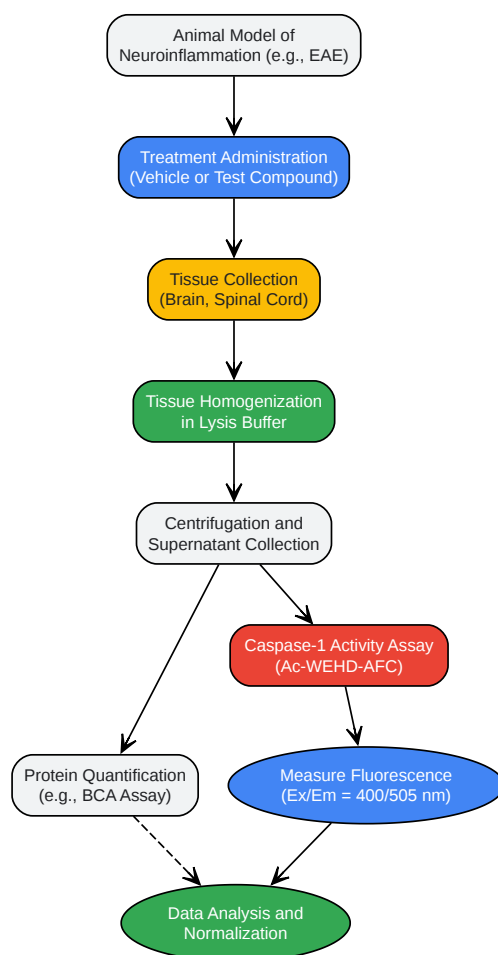 Animal Model of
Neuroinflammation (e.g., EAE)
Treatment Administration
(Vehicle or Test Compound)
Tissue Collection
(Brain, Spinal Cord)
Tissue Homogenization
in Lysis Buffer
Centrifugation and
Supernatant Collection
Caspase-1 Activity Assay
(Ac-WEHD-AFC)
Protein Quantification
(e.g., BCA Assay)
Measure Fluorescence
(Ex/Em = 400/505 nm)
Data Analysis and
Normalization